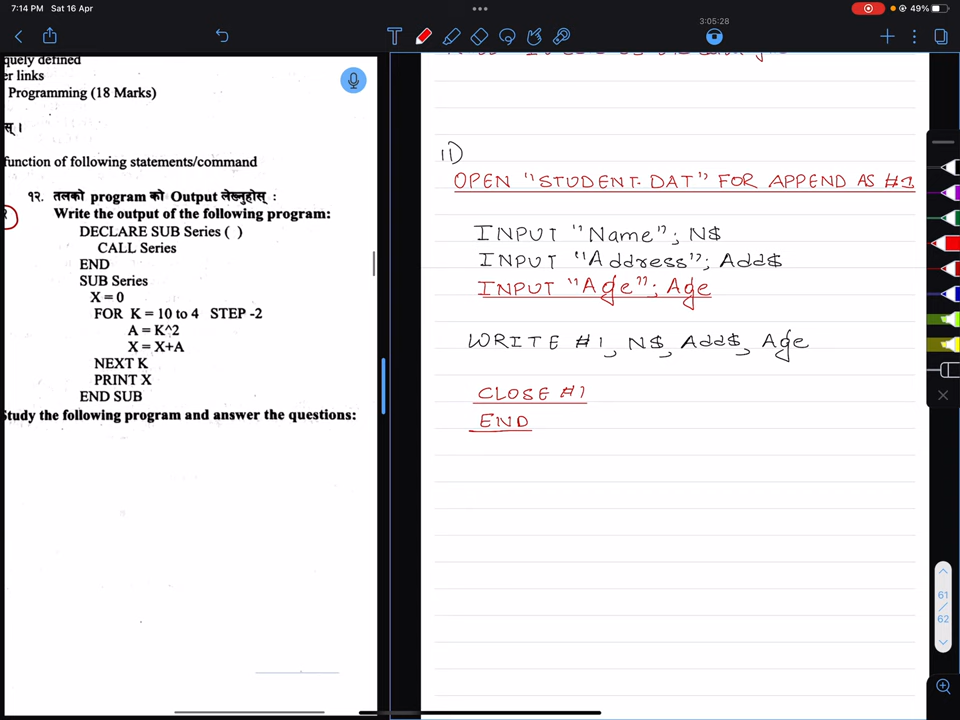 7:14 PM Sat 16 Apr
49%
3:05:28
quely defined
er links
Programming (18 Marks)
स् ।
function of following statements/command
१२. तलको program को Output लेख्नुहोस् :
Write the output of the following program:
DECLARE SUB Series ( )
CALL Series
END
SUB Series
X = 0
FOR K = 10 to 4 STEP -2
A = K^2
X = X+A
NEXT K
PRINT X
END SUB
Study the following program and answer the questions:
11)
OPEN "STUDENT.DAT" FOR APPEND AS #1
INPUT "Name"; N$
INPUT "Address"; Add$
INPUT "Age"; Age
WRITE #1, N$, Add$, Age
CLOSE #1
END
61
/
62